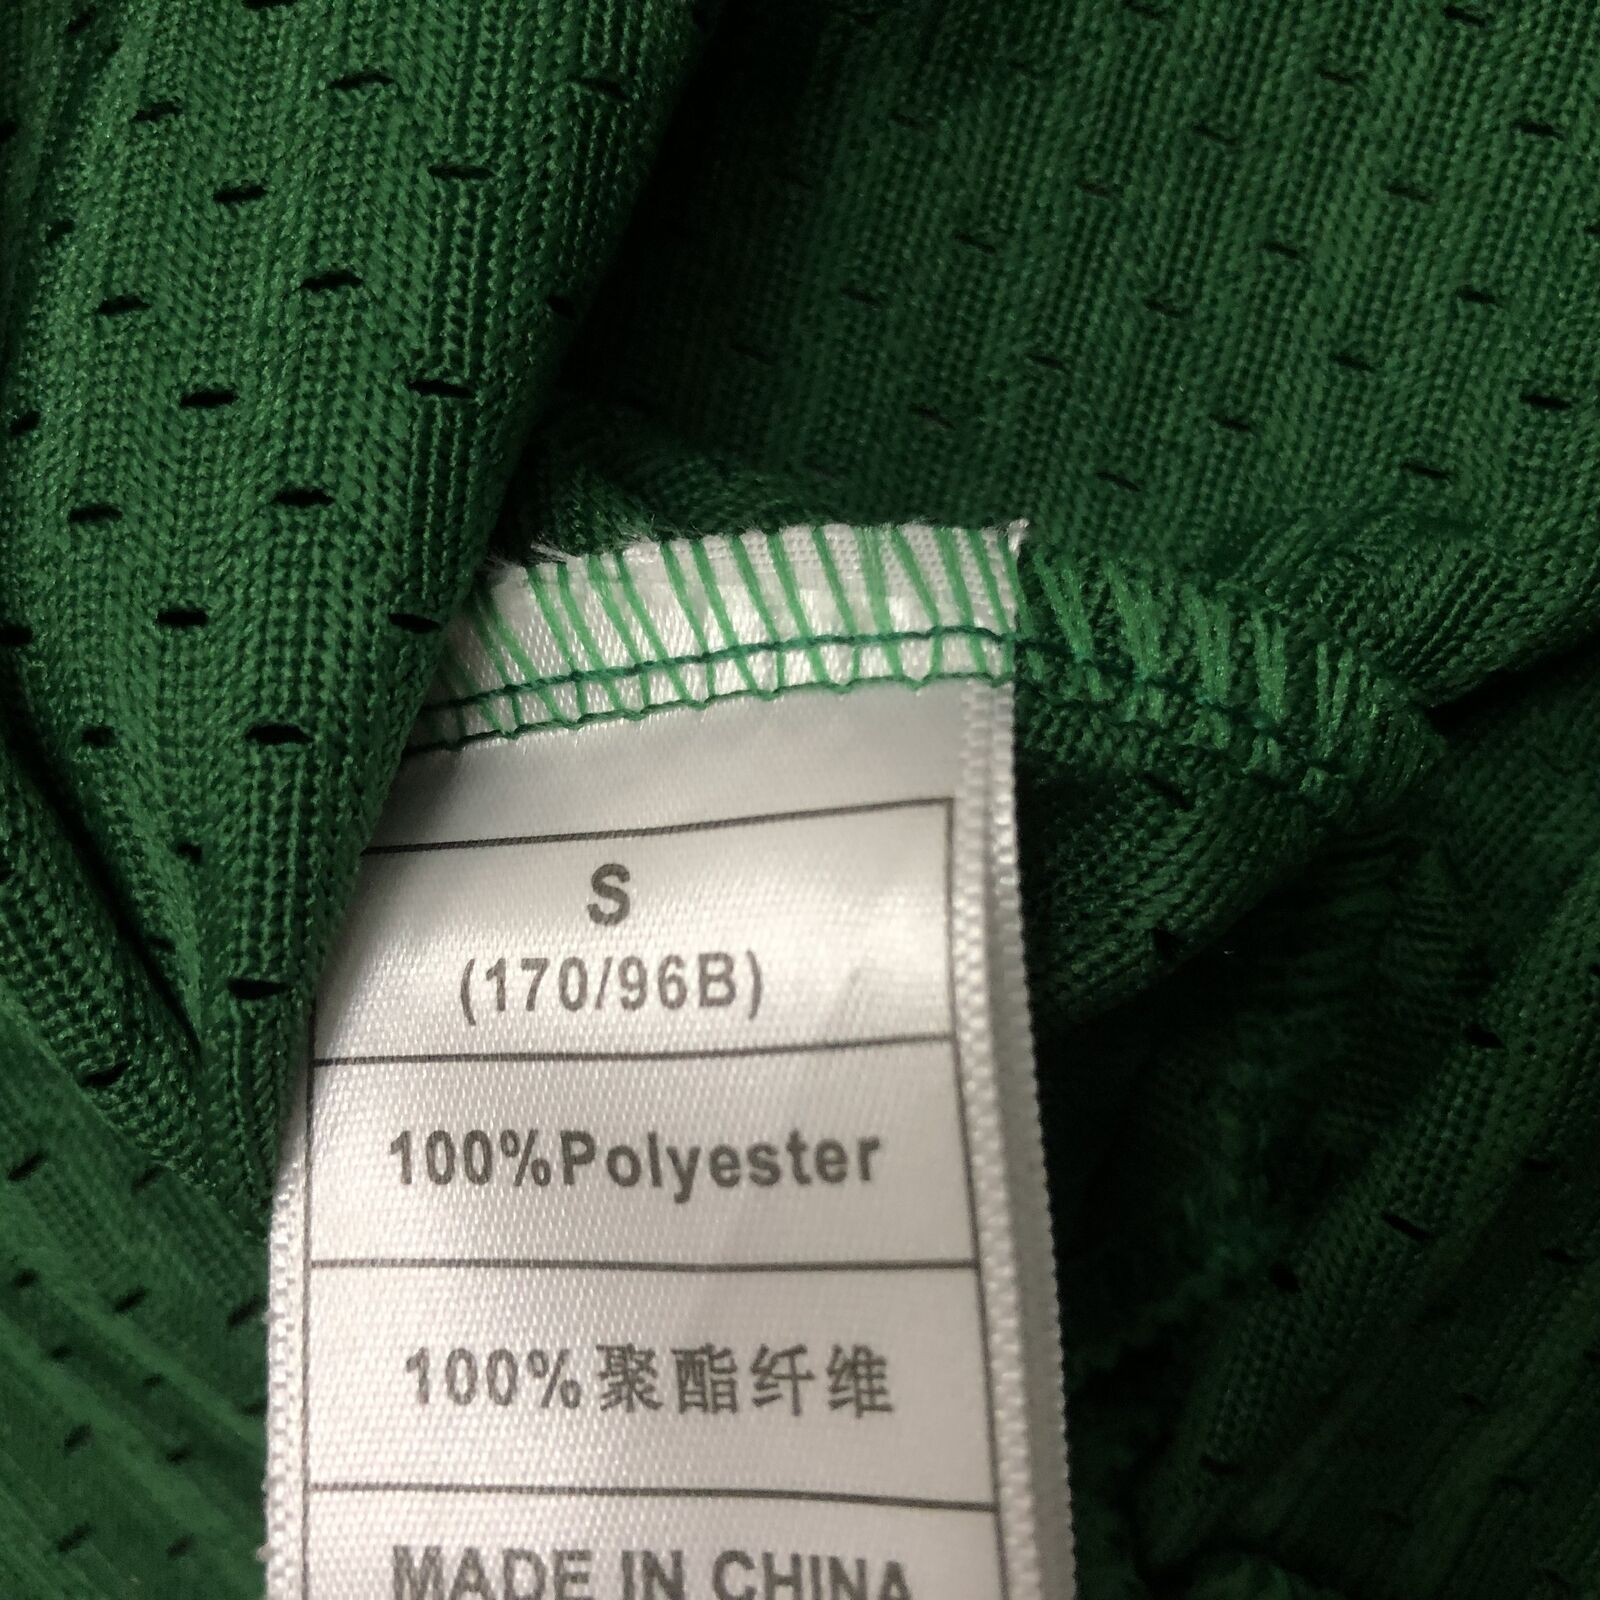 S
(170/96B)
100%Polyester
100%聚酯纤维
MADE IN CHINA